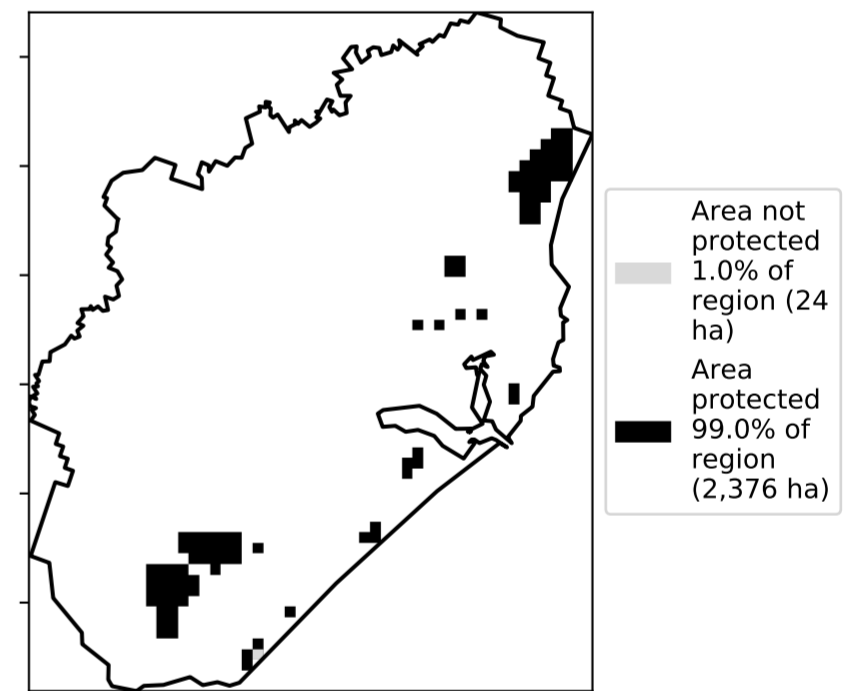 Area not
protected
1.0% of
region (24
ha)
Area
protected
99.0% of
region
(2,376 ha)